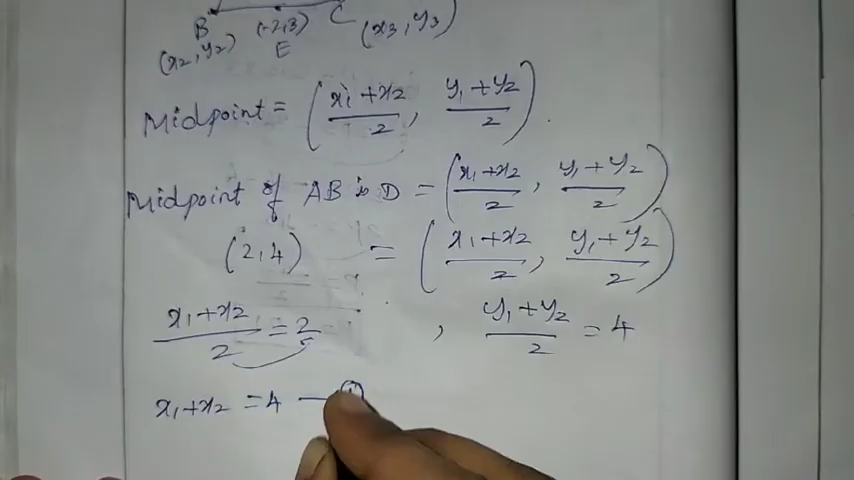 B (-2,3) C
(x2, y2) E (x3, y3)
Midpoint = ( x1 + x2 / 2 , y1 + y2 / 2 ) .
Midpoint of AB is D = ( x1 + x2 / 2 , y1 + y2 / 2 )
(2,4) = ( x1 + x2 / 2 , y1 + y2 / 2 )
x1 + x2 / 2 = 2 , y1 + y2 / 2 = 4
x1 + x2 = 4 — ①